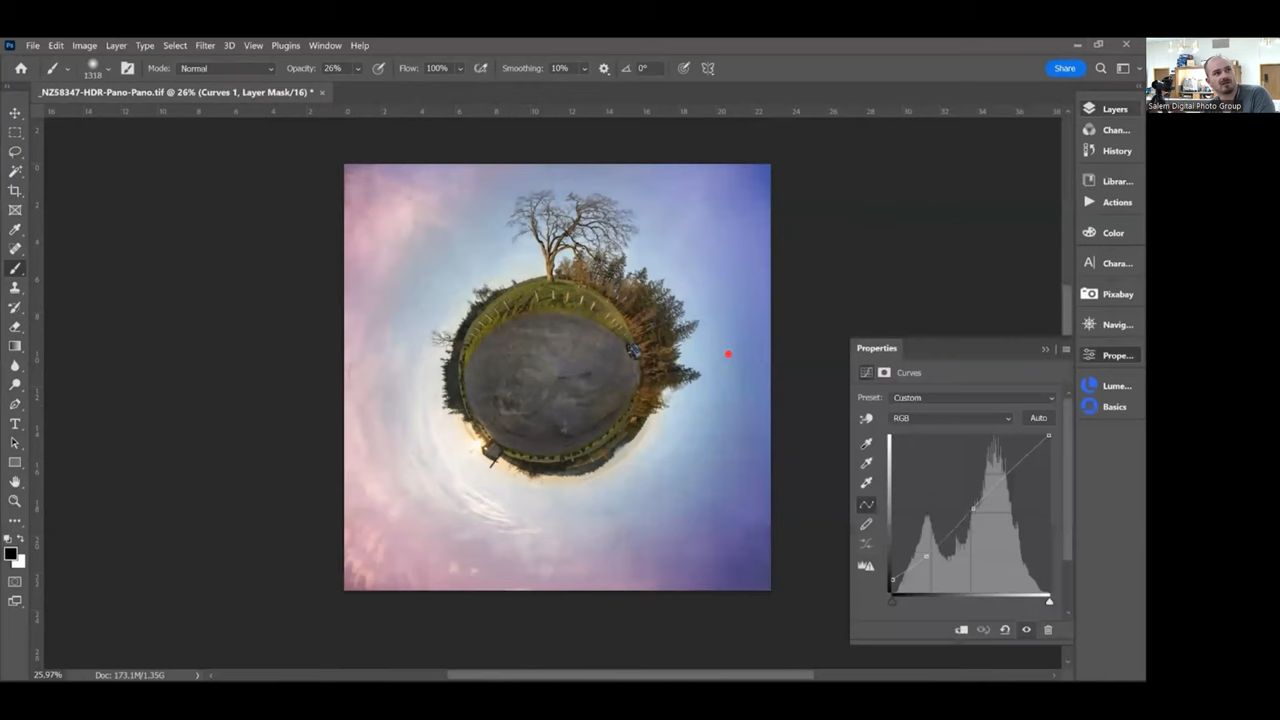 Ps File Edit Image Layer Type Select Filter 3D View Plugins Window Help
1318 Mode: Normal Opacity: 26% Flow: 100% Smoothing: 10% 0° Share
_NZ58347-HDR-Pano-Pano.tif @ 26% (Curves 1, Layer Mask/16) * ×
Salem Digital Photo Group
Layers
Chan...
History
Librar...
Actions
Color
Chara...
Pixabay
Navig...
Prope...
Lume...
Basics
Properties
Curves
Preset: Custom
RGB Auto
25.97% Doc: 173.1M/1.35G